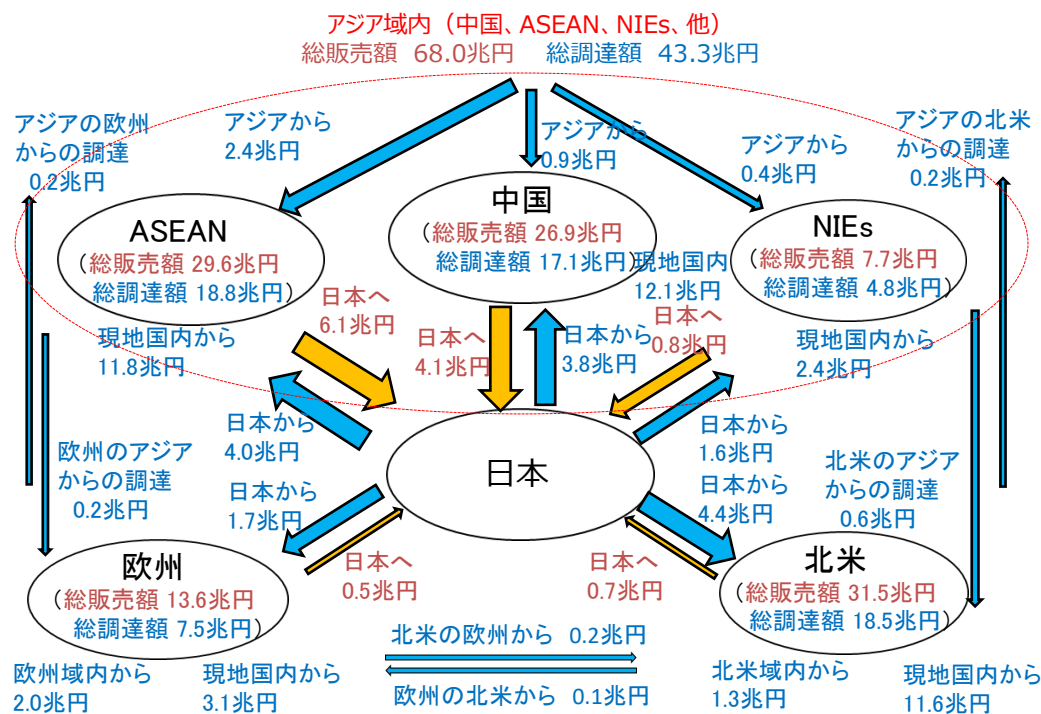 アジア域内（中国、ASEAN、NIEs、他）
総販売額 68.0兆円　総調達額 43.3兆円
アジアの欧州
からの調達
0.2兆円
アジアから
2.4兆円
アジアから
0.9兆円
アジアから
0.4兆円
アジアの北米
からの調達
0.2兆円
ASEAN
（総販売額 29.6兆円
総調達額 18.8兆円）
中国
（総販売額 26.9兆円
総調達額 17.1兆円）
現地国内
12.1兆円
NIEs
（総販売額 7.7兆円
総調達額 4.8兆円）
現地国内から
11.8兆円
日本へ
6.1兆円
日本へ
4.1兆円
日本から
3.8兆円
日本へ
0.8兆円
現地国内から
2.4兆円
日本から
4.0兆円
日本
日本から
1.6兆円
欧州のアジア
からの調達
0.2兆円
日本から
1.7兆円
日本から
4.4兆円
北米のアジア
からの調達
0.6兆円
欧州
（総販売額 13.6兆円
総調達額 7.5兆円）
日本へ
0.5兆円
日本へ
0.7兆円
北米
（総販売額 31.5兆円
総調達額 18.5兆円）
北米の欧州から 0.2兆円
欧州の北米から 0.1兆円
欧州域内から
2.0兆円
現地国内から
3.1兆円
北米域内から
1.3兆円
現地国内から
11.6兆円